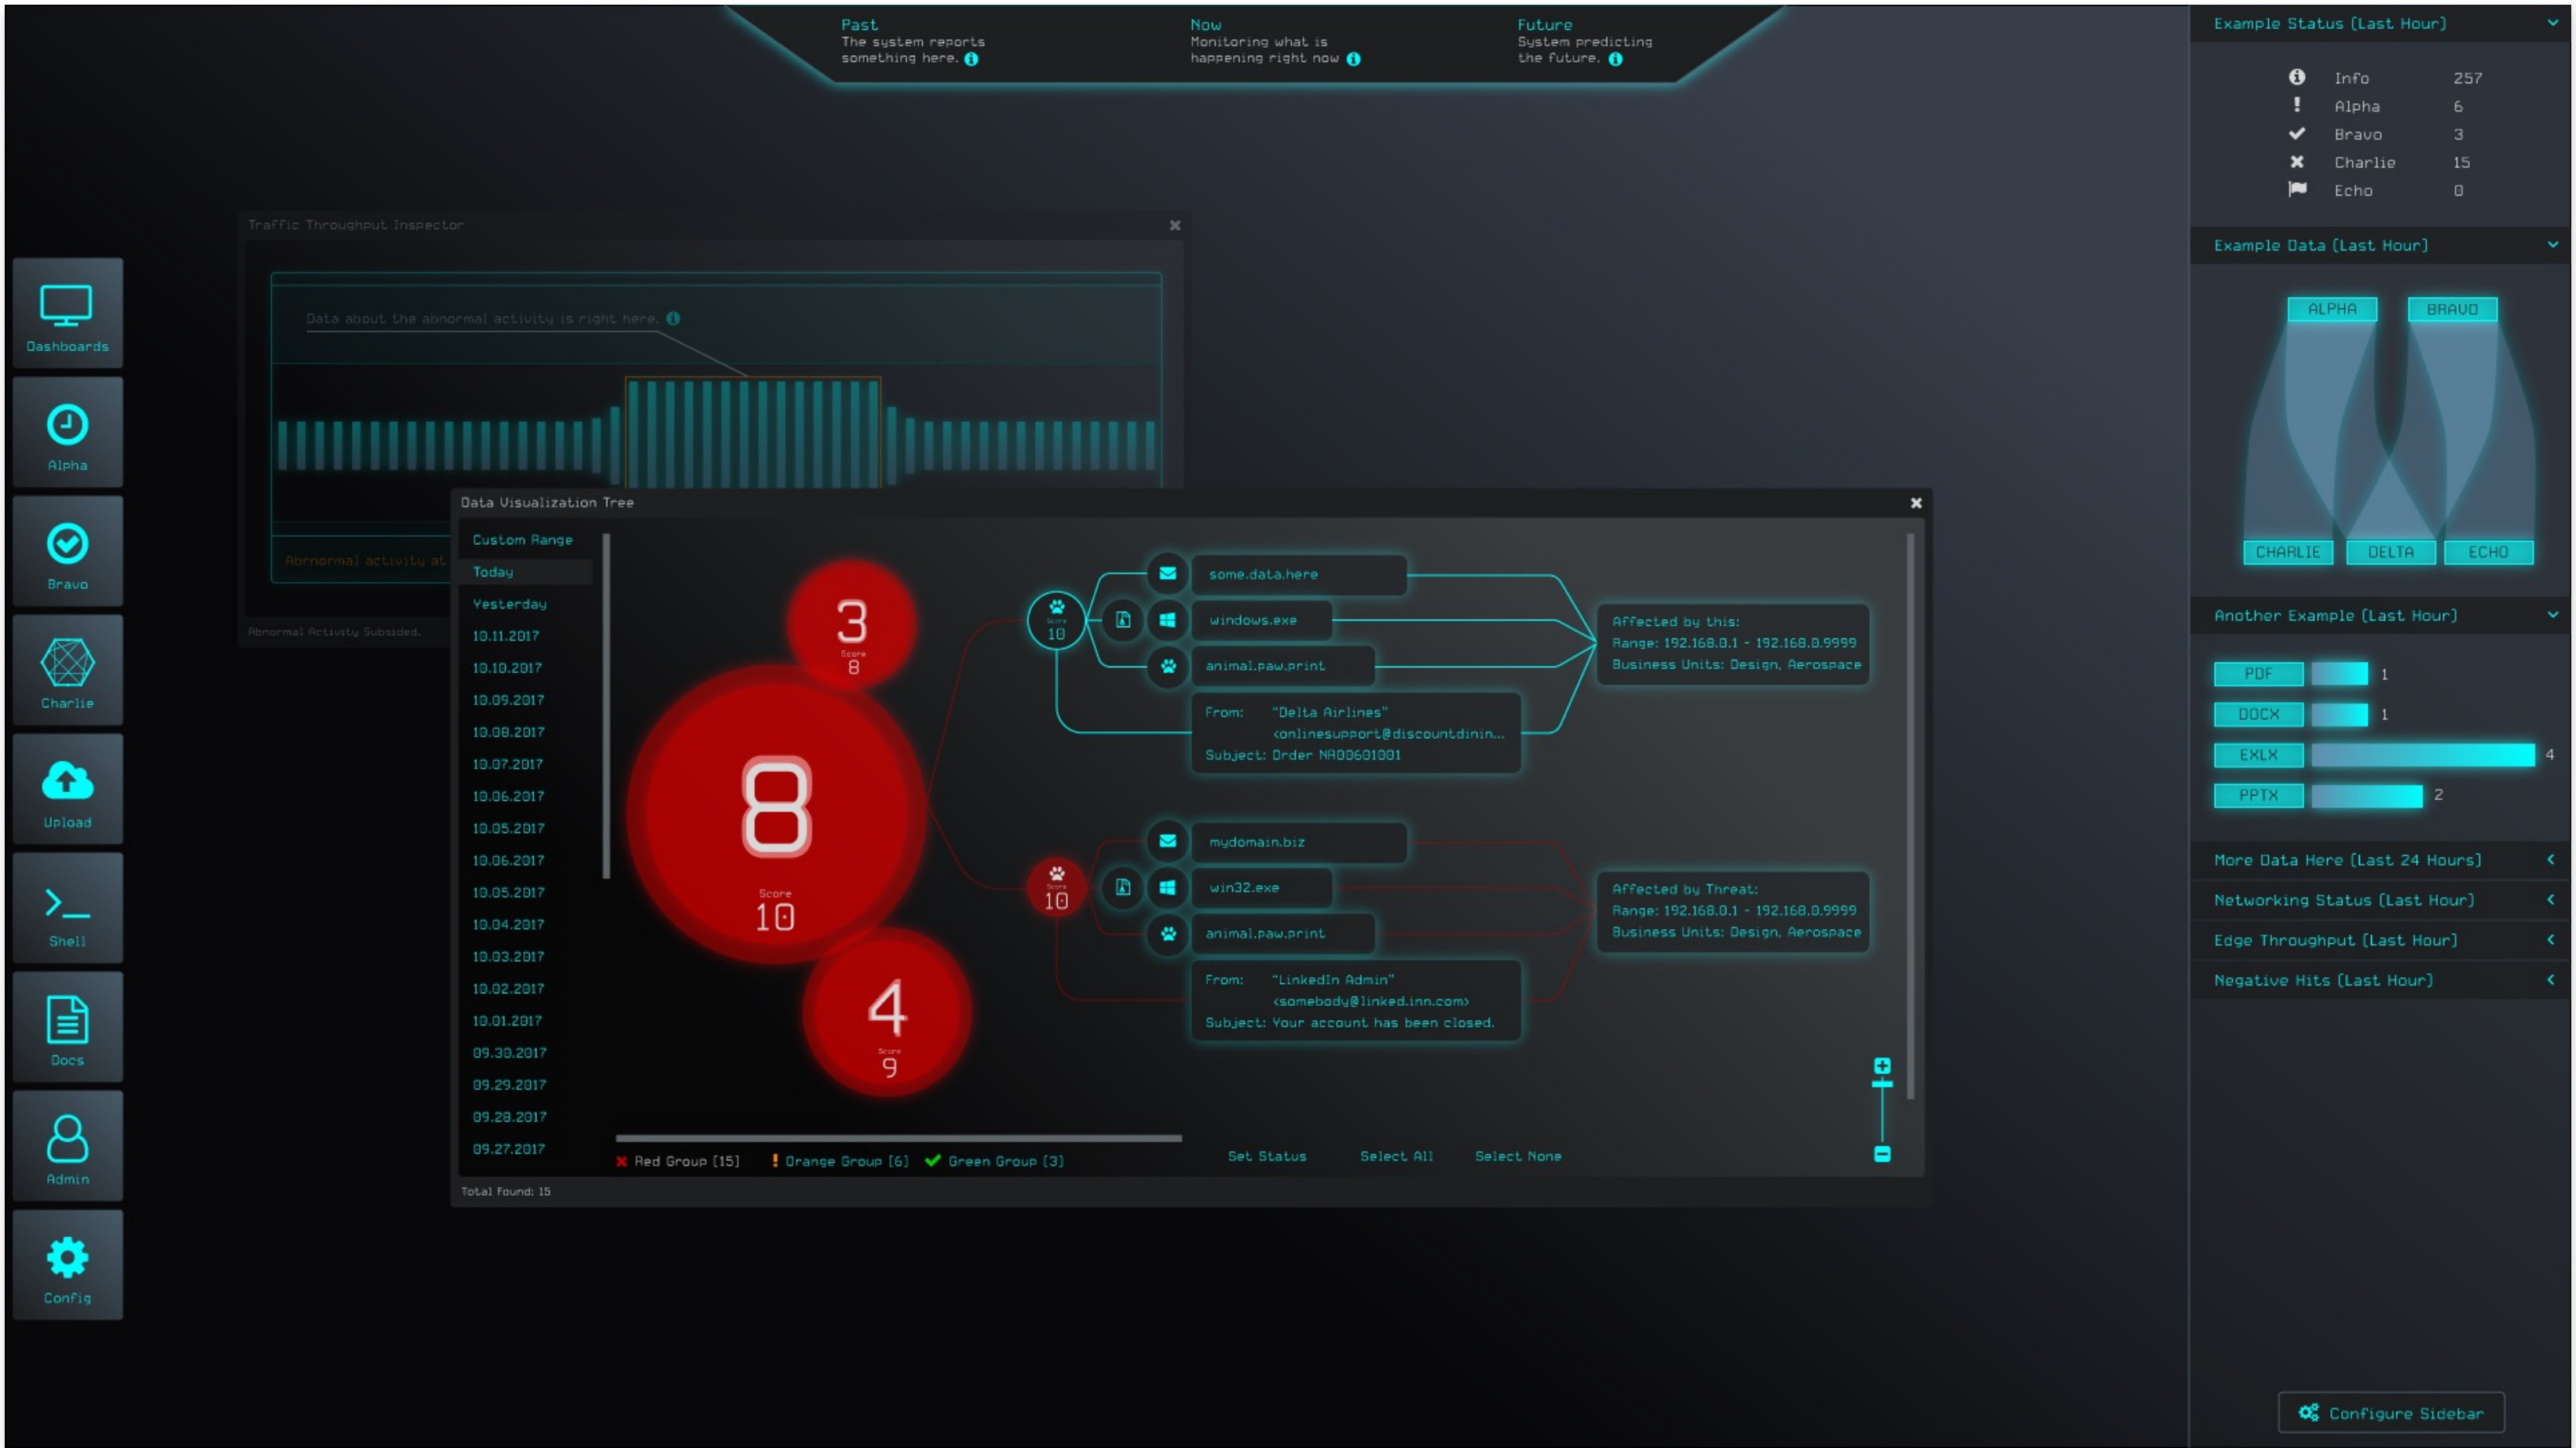 Past
The system reports
something here.
Now
Monitoring what is
happening right now
Future
System predicting
the future.
Example Status (Last Hour)
Info 257
Alpha 6
Bravo 3
Charlie 15
Echo 0
Example Data (Last Hour)
ALPHA BRAVO
CHARLIE DELTA ECHO
Another Example (Last Hour)
PDF 1
DOCX 1
EXLX 4
PPTX 2
More Data Here (Last 24 Hours)
Networking Status (Last Hour)
Edge Throughput (Last Hour)
Negative Hits (Last Hour)
Configure Sidebar
Dashboards
Alpha
Bravo
Charlie
Upload
Shell
Docs
Admin
Config
Traffic Throughput Inspector
Data about the abnormal activity is right here.
Abrnormal activity at
Abnormal Activity Subsided.
Data Visualization Tree
Custom Range
Today
Yesterday
10.11.2017
10.10.2017
10.09.2017
10.08.2017
10.07.2017
10.06.2017
10.05.2017
10.06.2017
10.05.2017
10.04.2017
10.03.2017
10.02.2017
10.01.2017
09.30.2017
09.29.2017
09.28.2017
09.27.2017
3
Score
8
8
Score
10
4
Score
9
Score
10
some.data.here
windows.exe
animal.paw.print
From: "Delta Airlines"
<onlinesupport@discountdinin...
Subject: Order NA00601001
Affected by this:
Range: 192.168.0.1 - 192.168.0.9999
Business Units: Design, Aerospace
Score
10
mydomain.biz
win32.exe
animal.paw.print
From: "LinkedIn Admin"
<somebody@linked.inn.com>
Subject: Your account has been closed.
Affected by Threat:
Range: 192.168.0.1 - 192.168.0.9999
Business Units: Design, Aerospace
Red Group [15] Orange Group [6] Green Group [3]
Set Status Select All Select None
Total Found: 15